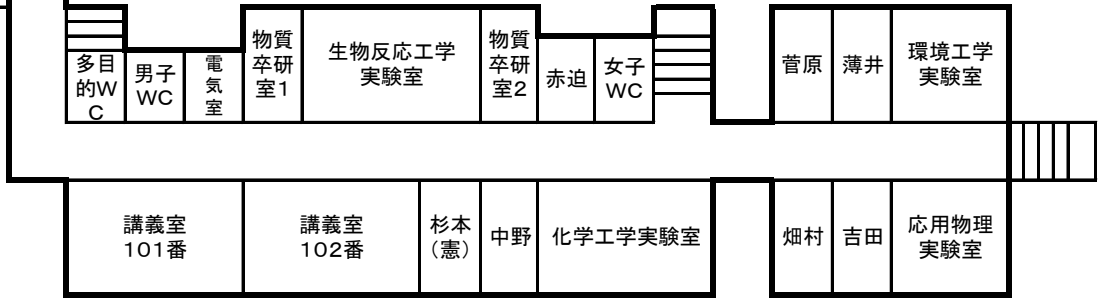 多目
的W
C
男子
WC
電
気
室
物質
卒研
室1
生物反応工学
実験室
物質
卒研
室2
赤迫
女子
WC
菅原
薄井
環境工学
実験室
講義室
101番
講義室
102番
杉本
（憲）
中野
化学工学実験室
畑村
吉田
応用物理
実験室